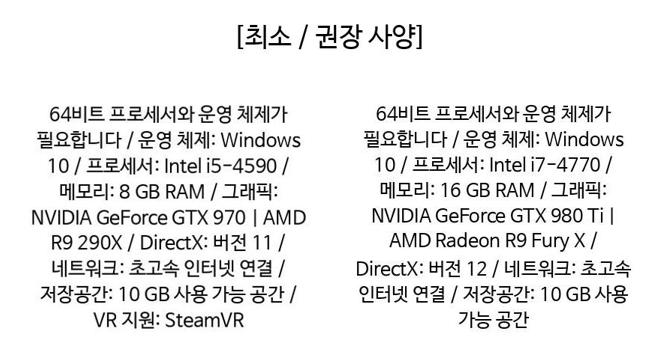 [최소 / 권장 사양]
64비트 프로세서와 운영 체제가
필요합니다 / 운영 체제: Windows
10 / 프로세서: Intel i5-4590 /
메모리: 8 GB RAM / 그래픽:
NVIDIA GeForce GTX 970 | AMD
R9 290X / DirectX: 버전 11 /
네트워크: 초고속 인터넷 연결 /
저장공간: 10 GB 사용 가능 공간 /
VR 지원: SteamVR
64비트 프로세서와 운영 체제가
필요합니다 / 운영 체제: Windows
10 / 프로세서: Intel i7-4770 /
메모리: 16 GB RAM / 그래픽:
NVIDIA GeForce GTX 980 Ti |
AMD Radeon R9 Fury X /
DirectX: 버전 12 / 네트워크: 초고속
인터넷 연결 / 저장공간: 10 GB 사용
가능 공간